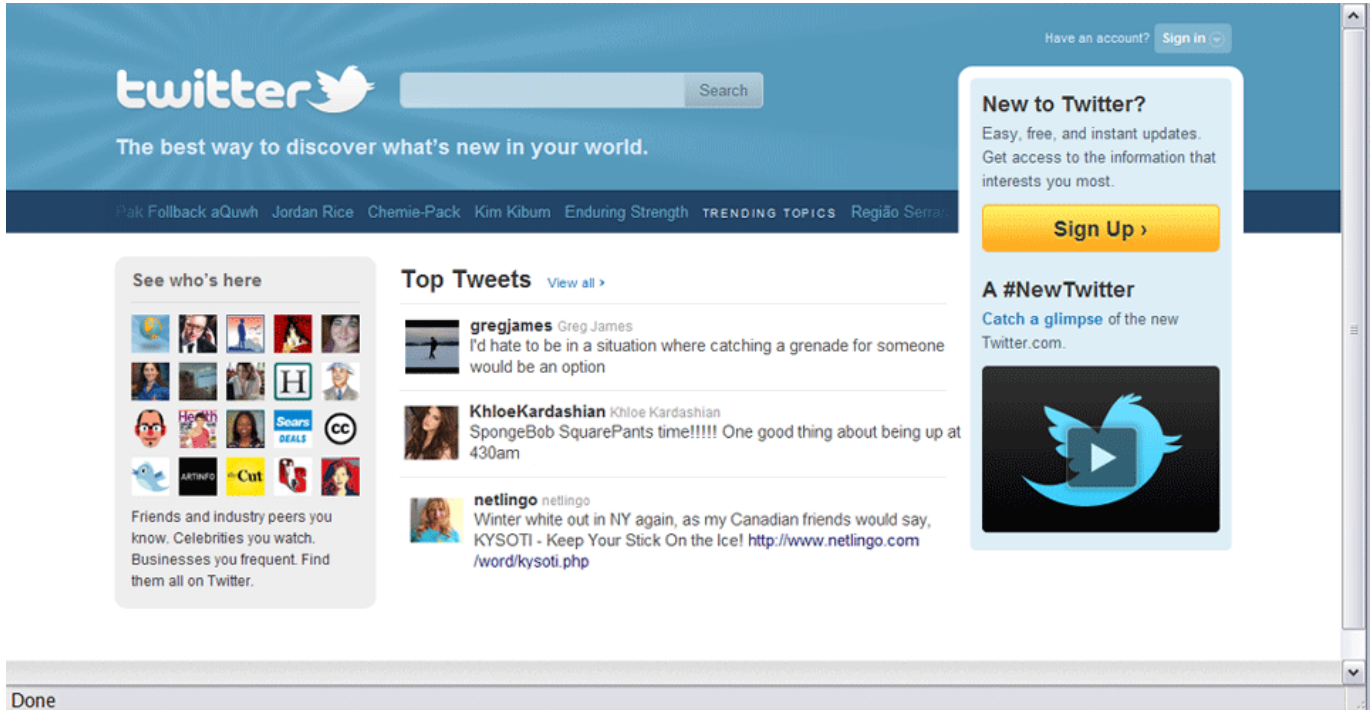 Have an account? Sign in
twitter
Search
The best way to discover what's new in your world.
Pak Follback aQuwh Jordan Rice Chemie-Pack Kim Kibum Enduring Strength TRENDING TOPICS Região
New to Twitter?
Easy, free, and instant updates.
Get access to the information that
interests you most.
Sign Up ›
A #NewTwitter
Catch a glimpse of the new
Twitter.com.
See who's here
H
Health
Sears
DEALS
cc
ARTINFO
the Cut
Friends and industry peers you
know. Celebrities you watch.
Businesses you frequent. Find
them all on Twitter.
Top Tweets View all ›
gregjames Greg James
I'd hate to be in a situation where catching a grenade for someone
would be an option
KhloeKardashian Khloe Kardashian
SpongeBob SquarePants time!!!!! One good thing about being up at
430am
netlingo netlingo
Winter white out in NY again, as my Canadian friends would say,
KYSOTI - Keep Your Stick On the Ice! http://www.netlingo.com
/word/kysoti.php
Done